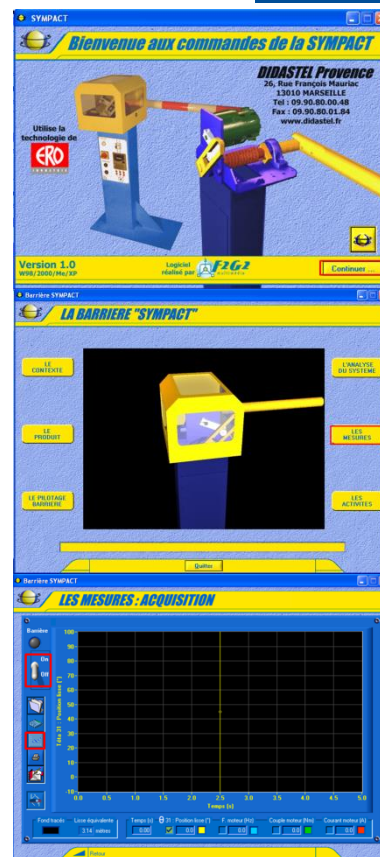 SYMPACT
Bienvenue aux commandes de la SYMPACT
DIDASTEL Provence
26, Rue François Mauriac
13010 MARSEILLE
Tel : 09.90.80.00.48
Fax : 09.90.80.01.84
www.didastel.fr
Utilise la
technologie de
ERO
Version 1.0
W98/2000/Me/XP
Logiciel
réalisé par
F2G2
Continuer ...
Barrière SYMPACT
LA BARRIERE "SYMPACT"
LE
CONTEXTE
L'ANALYSE
DU SYSTEME
LE
PRODUIT
LES
MESURES
LE PILOTAGE
BARRIERE
LES
ACTIVITES
Quitter
Barrière SYMPACT
LES MESURES : ACQUISITION
Barrière
On
Off
Têta 31 : Position lisse (°)
100
90
80
70
60
50
40
30
20
10
0
-10
0.0 0.5 1.0 1.5 2.0 2.5 3.0 3.5 4.0 4.5 5.0
Temps (s)
Fond tracés
Lisse équivalente
3.14 mètres
Temps (s)
0.00
θ 31 : Position lisse (°)
0.0
F. moteur (Hz)
0.0
Couple moteur (Nm)
0.0
Courant moteur (A)
0.0
Retour